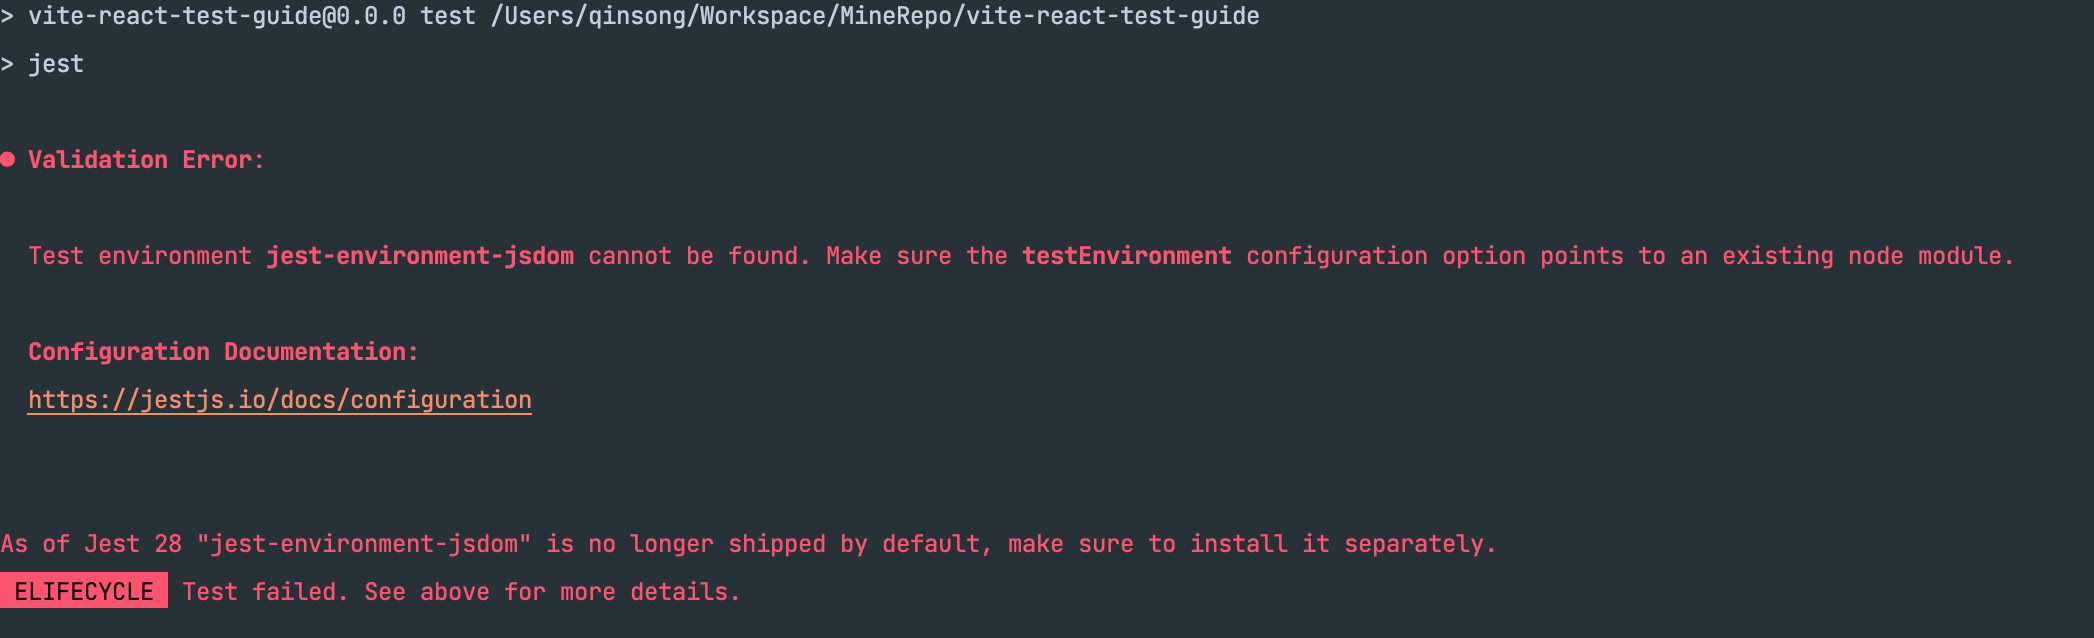 > vite-react-test-guide@0.0.0 test /Users/qinsong/Workspace/MineRepo/vite-react-test-guide
> jest
● Validation Error:
Test environment jest-environment-jsdom cannot be found. Make sure the testEnvironment configuration option points to an existing node module.
Configuration Documentation:
https://jestjs.io/docs/configuration
As of Jest 28 "jest-environment-jsdom" is no longer shipped by default, make sure to install it separately.
ELIFECYCLE Test failed. See above for more details.